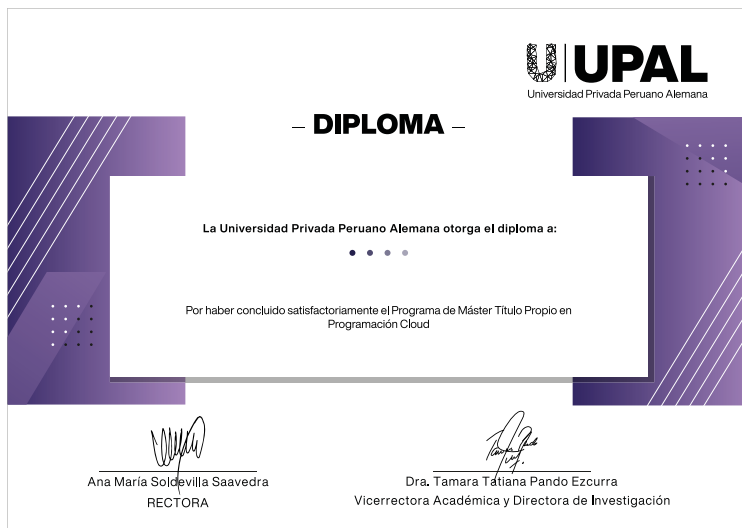 UPAL
Universidad Privada Peruano Alemana
– DIPLOMA –
La Universidad Privada Peruano Alemana otorga el diploma a:
Por haber concluido satisfactoriamente el Programa de Máster Título Propio en
Programación Cloud
Ana María Soldevilla Saavedra
RECTORA
Dra. Tamara Tatiana Pando Ezcurra
Vicerrectora Académica y Directora de Investigación